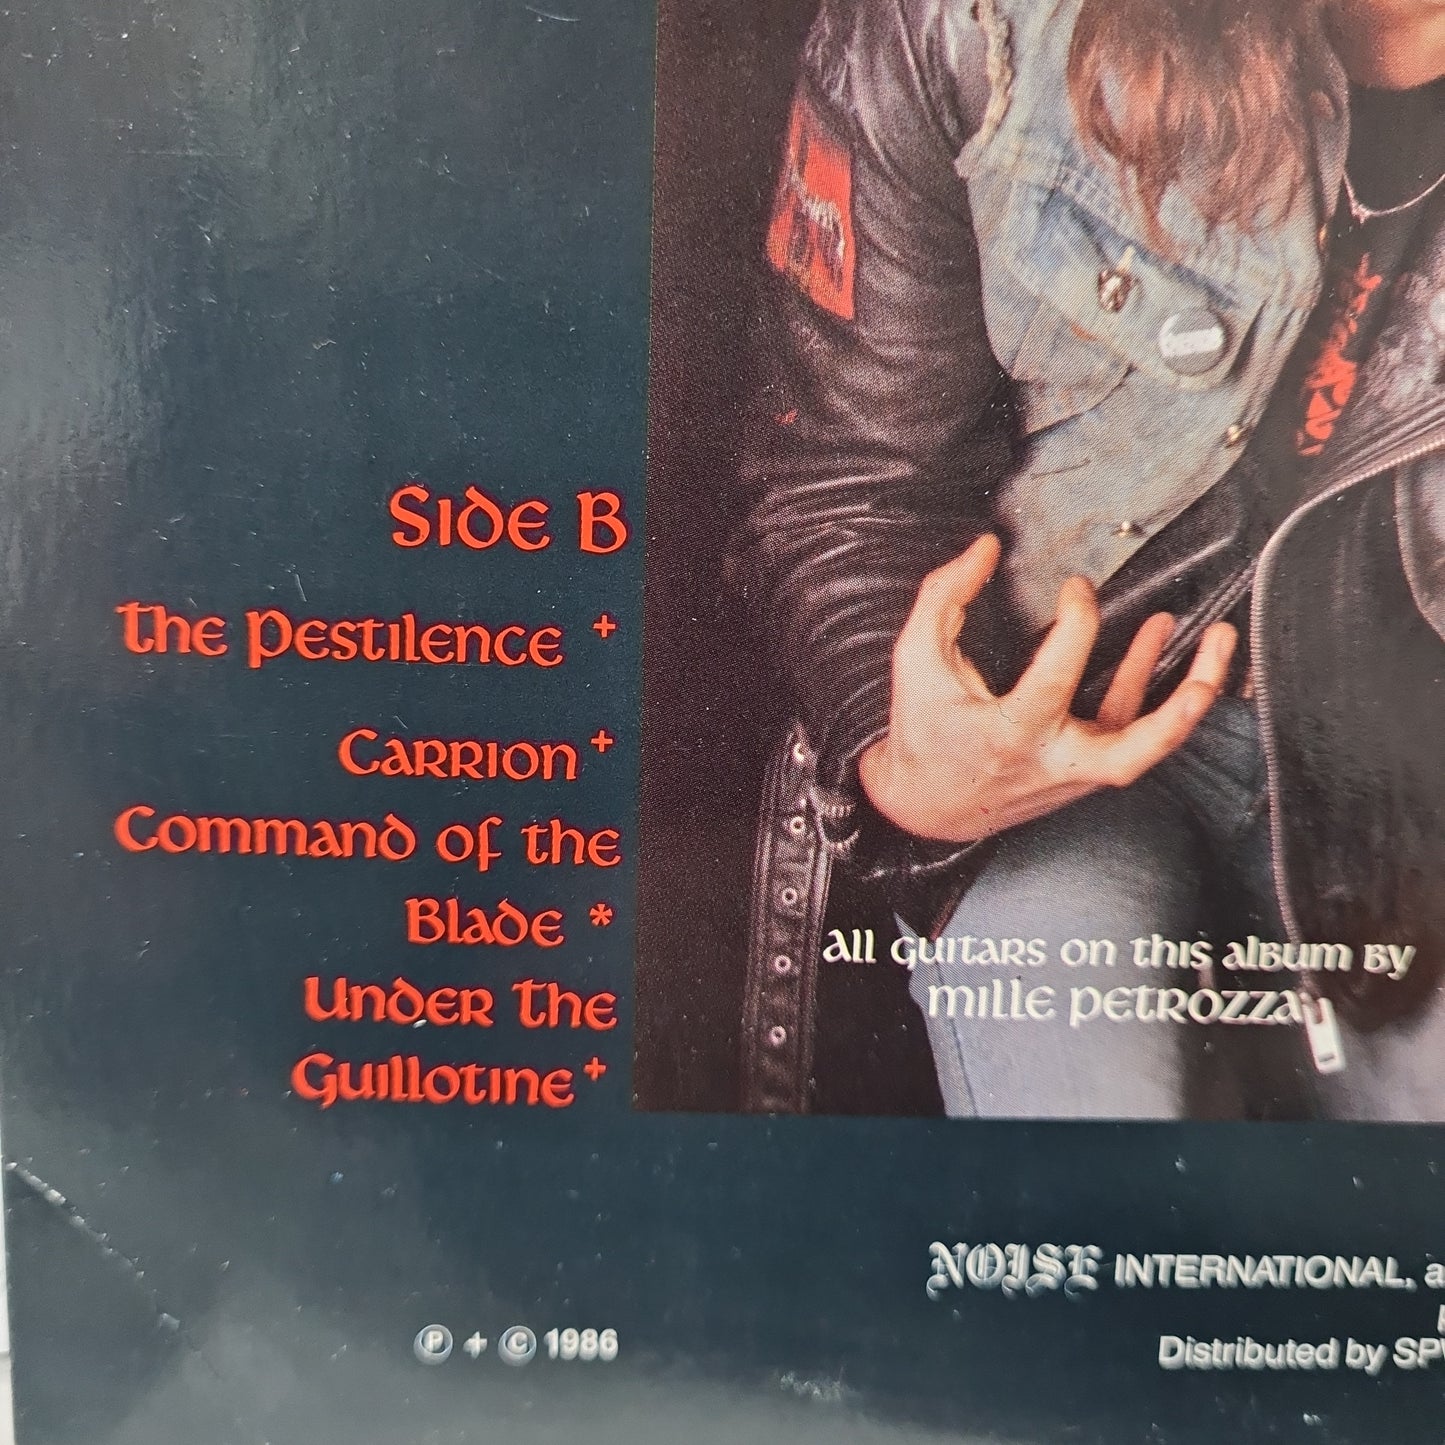 Side B
the Pestilence +
Carrion +
Command of the
Blade *
Under the
Guillotine +
all guitars on this album by
mille petrozza
NOISE INTERNATIONAL, a
Distributed by SP
Ⓟ + © 1986